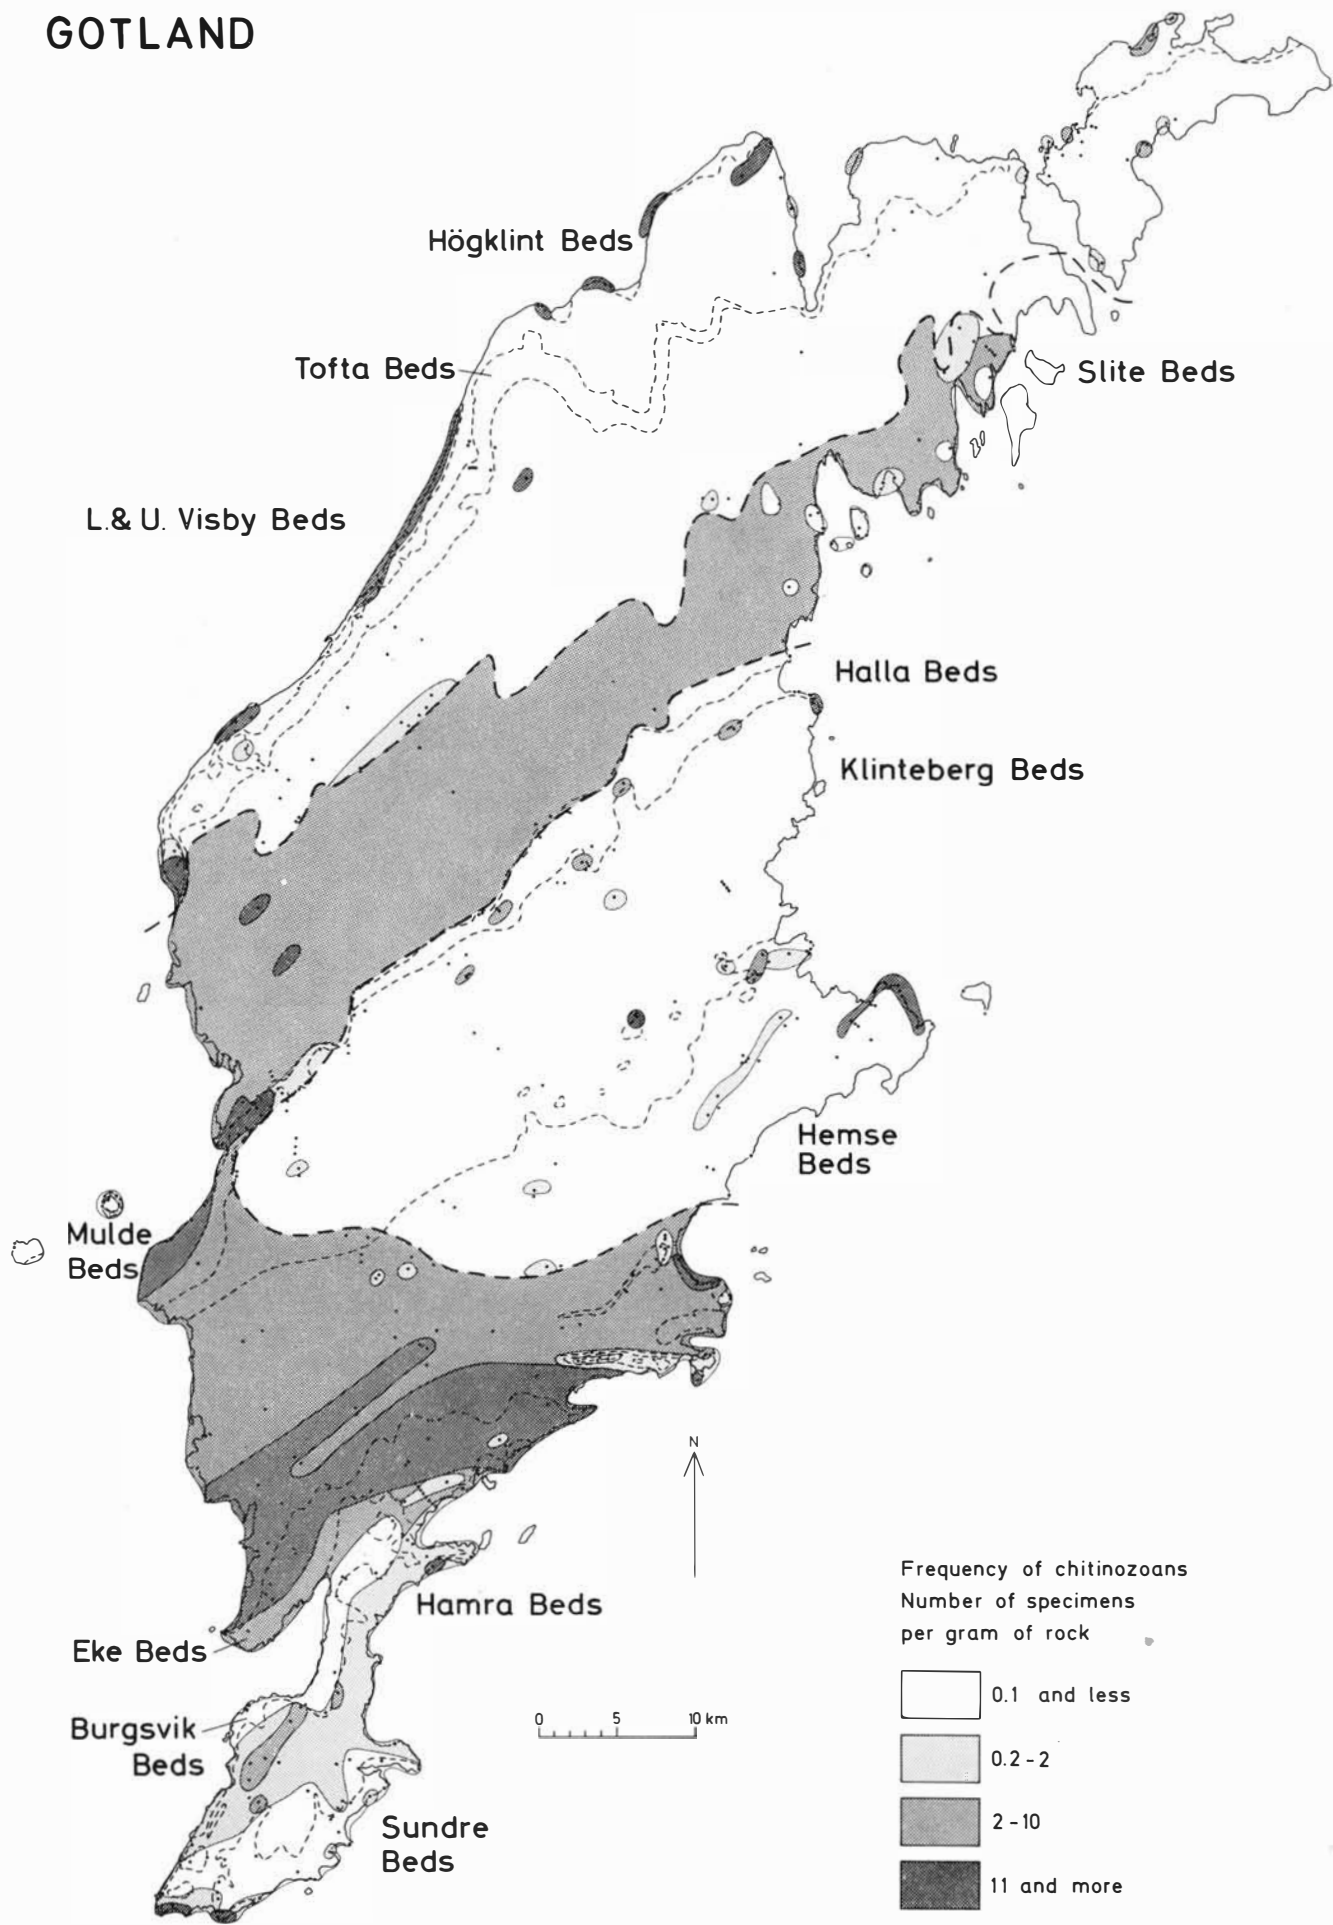 GOTLAND
Högklint Beds
Tofta Beds
Slite Beds
L.& U. Visby Beds
Halla Beds
Klinteberg Beds
Hemse
Beds
Mulde
Beds
N
Hamra Beds
Eke Beds
Burgsvik
Beds
Sundre
Beds
0 5 10 km
Frequency of chitinozoans
Number of specimens
per gram of rock
0.1 and less
0.2-2
2-10
11 and more